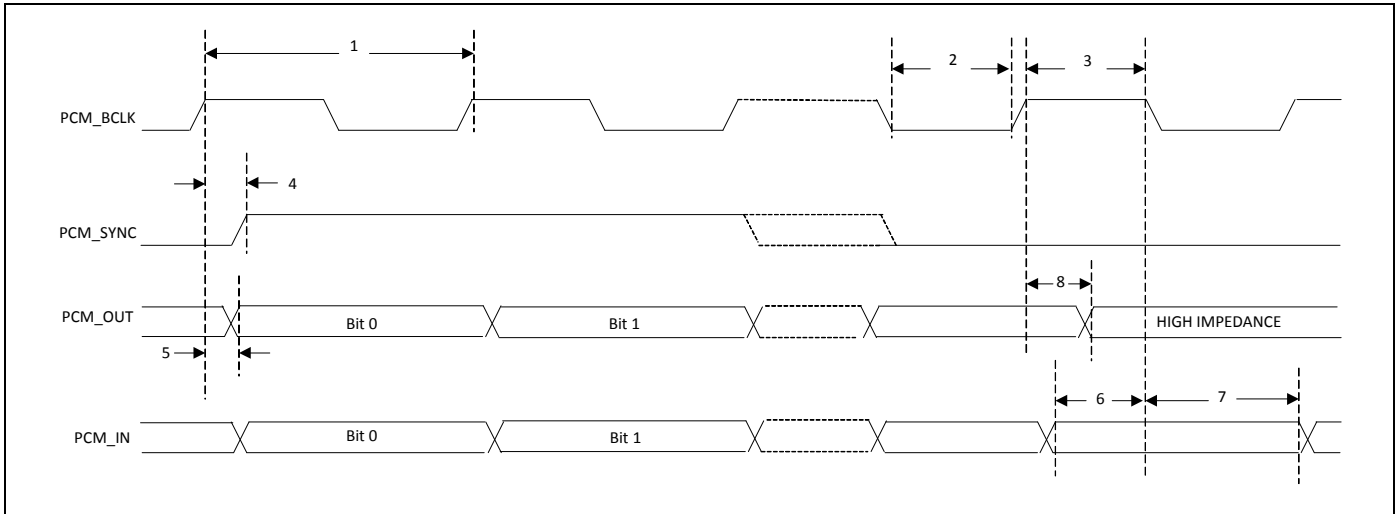 1
2
3
PCM_BCLK
4
PCM_SYNC
8
PCM_OUT
Bit 0
Bit 1
HIGH IMPEDANCE
5
6
7
PCM_IN
Bit 0
Bit 1